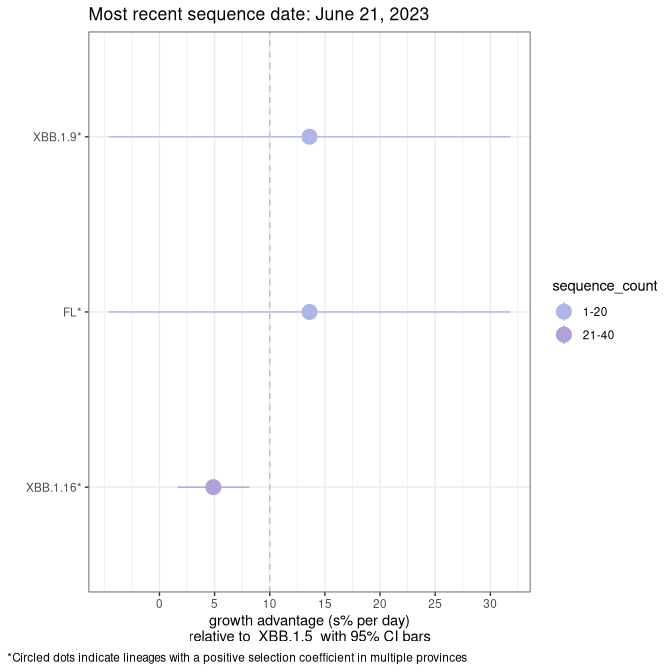 Most recent sequence date: June 21, 2023
XBB.1.9*
FL*
XBB.1.16*
sequence_count
1-20
21-40
0 5 10 15 20 25 30
growth advantage (s% per day)
relative to  XBB.1.5  with 95% CI bars
*Circled dots indicate lineages with a positive selection coefficient in multiple provinces